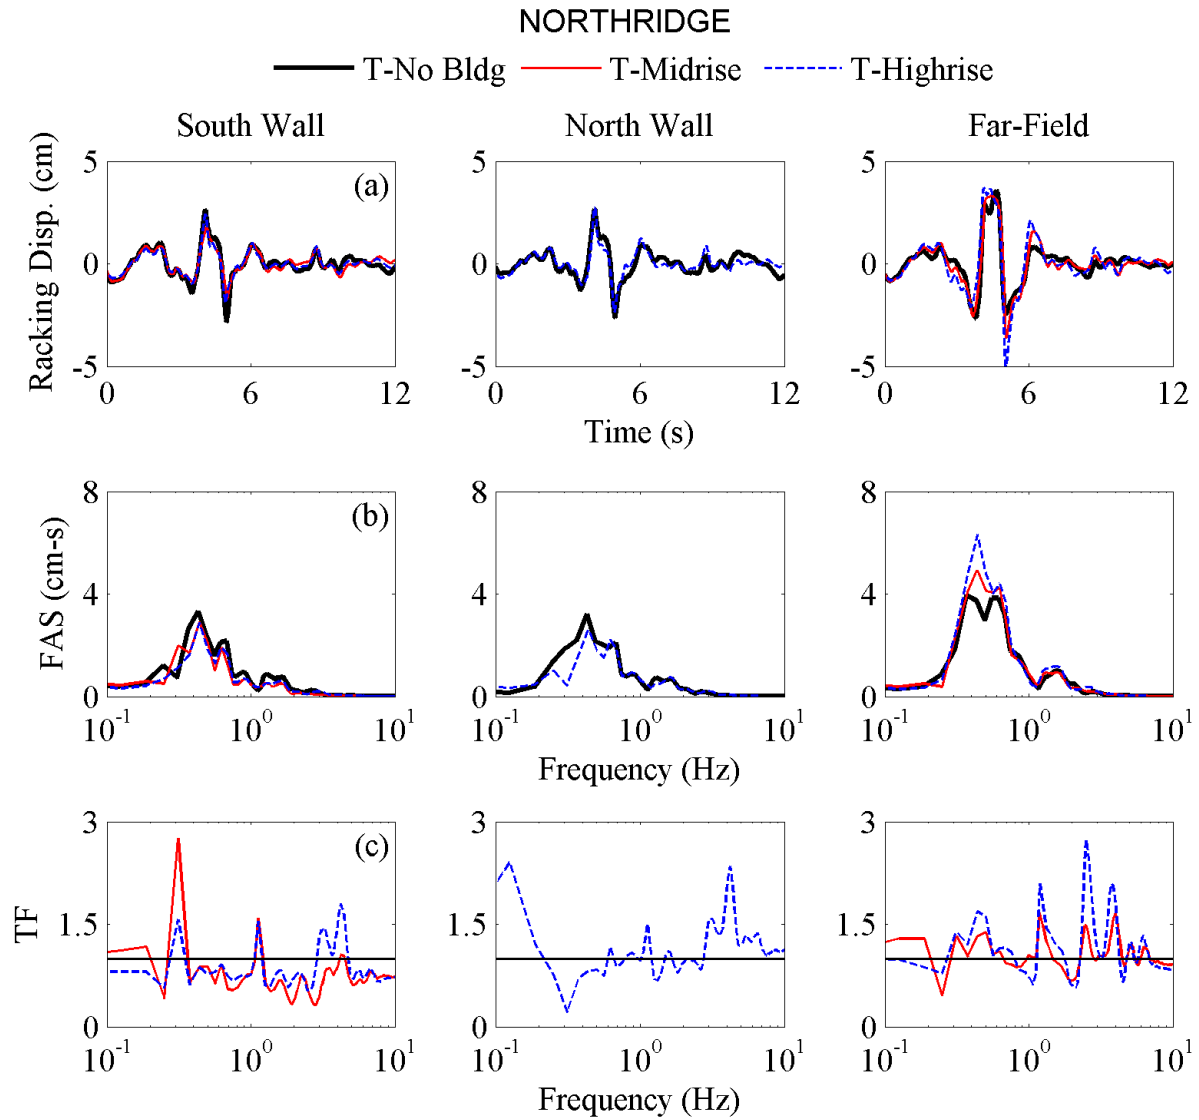 NORTHRIDGE
T-No Bldg T-Midrise T-Highrise
South Wall North Wall Far-Field
Racking Disp. (cm)
5 (a) 5 5
0 0 0
-5 -5 -5
0 6 12 0 6 12 0 6 12
Time (s)
FAS (cm-s)
8 (b) 8 8
4 4 4
0 0 0
10⁻¹ 10⁰ 10¹ 10⁻¹ 10⁰ 10¹ 10⁻¹ 10⁰ 10¹
Frequency (Hz)
TF
3 (c) 3 3
1.5 1.5 1.5
0 0 0
10⁻¹ 10⁰ 10¹ 10⁻¹ 10⁰ 10¹ 10⁻¹ 10⁰ 10¹
Frequency (Hz)